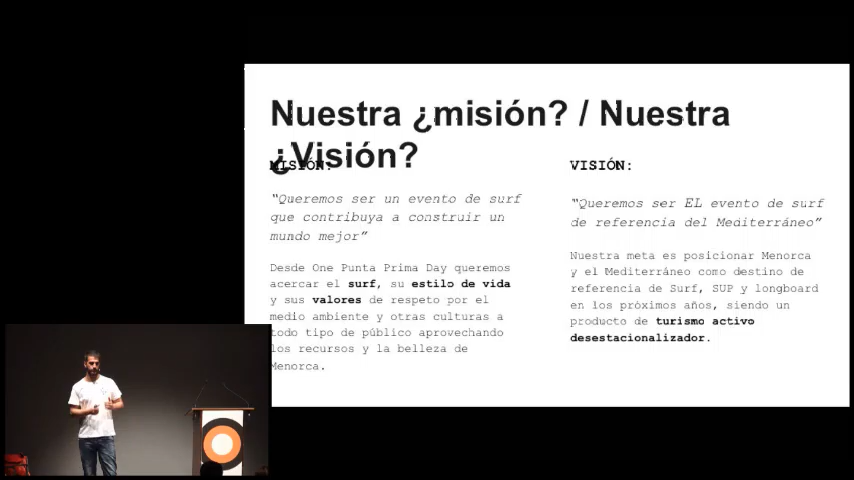 Nuestra ¿misión? / Nuestra
¿Visión?
MISIÓN:
“Queremos ser un evento de surf
que contribuya a construir un
mundo mejor”
Desde One Punta Prima Day queremos
acercar el surf, su estilo de vida
y sus valores de respeto por el
medio ambiente y otras culturas a
todo tipo de público aprovechando
los recursos y la belleza de
Menorca.
VISIÓN:
“Queremos ser EL evento de surf
de referencia del Mediterráneo”
Nuestra meta es posicionar Menorca
y el Mediterráneo como destino de
referencia de Surf, SUP y longboard
en los próximos años, siendo un
producto de turismo activo
desestacionalizador.